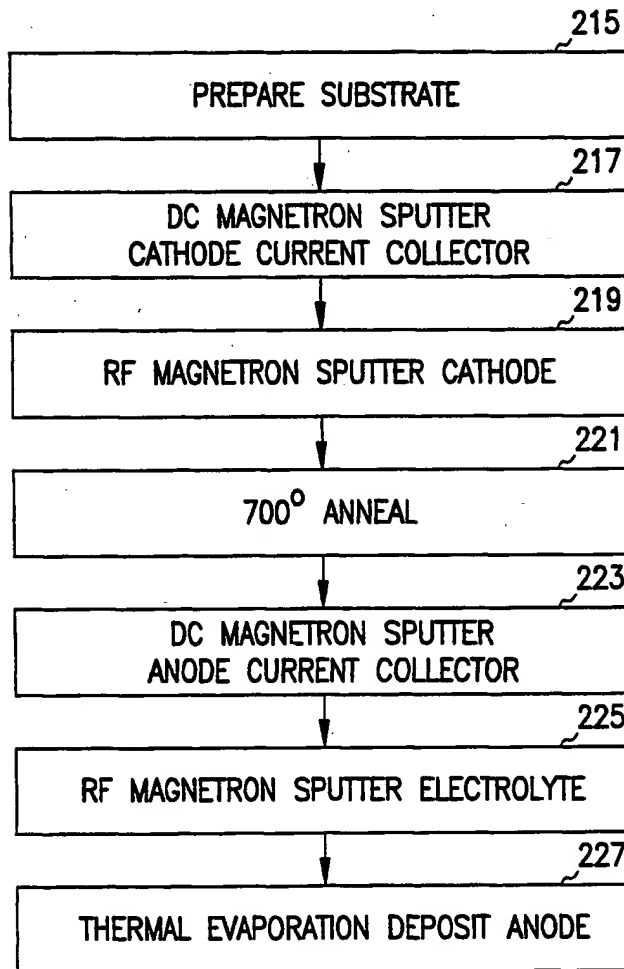 215
PREPARE SUBSTRATE
217
DC MAGNETRON SPUTTER
CATHODE CURRENT COLLECTOR
219
RF MAGNETRON SPUTTER CATHODE
221
700° ANNEAL
223
DC MAGNETRON SPUTTER
ANODE CURRENT COLLECTOR
225
RF MAGNETRON SPUTTER ELECTROLYTE
227
THERMAL EVAPORATION DEPOSIT ANODE